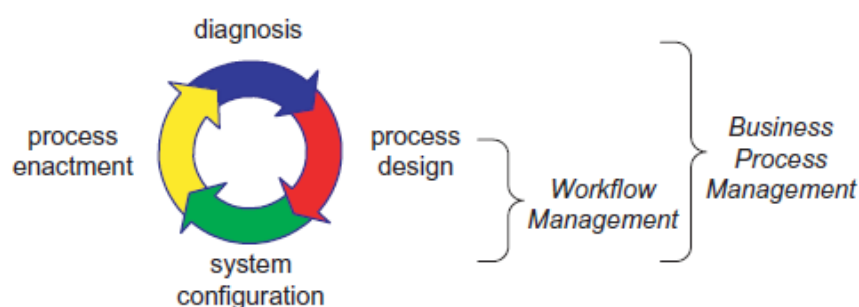 diagnosis
process
enactment
process
design
system
configuration
Workflow
Management
Business
Process
Management